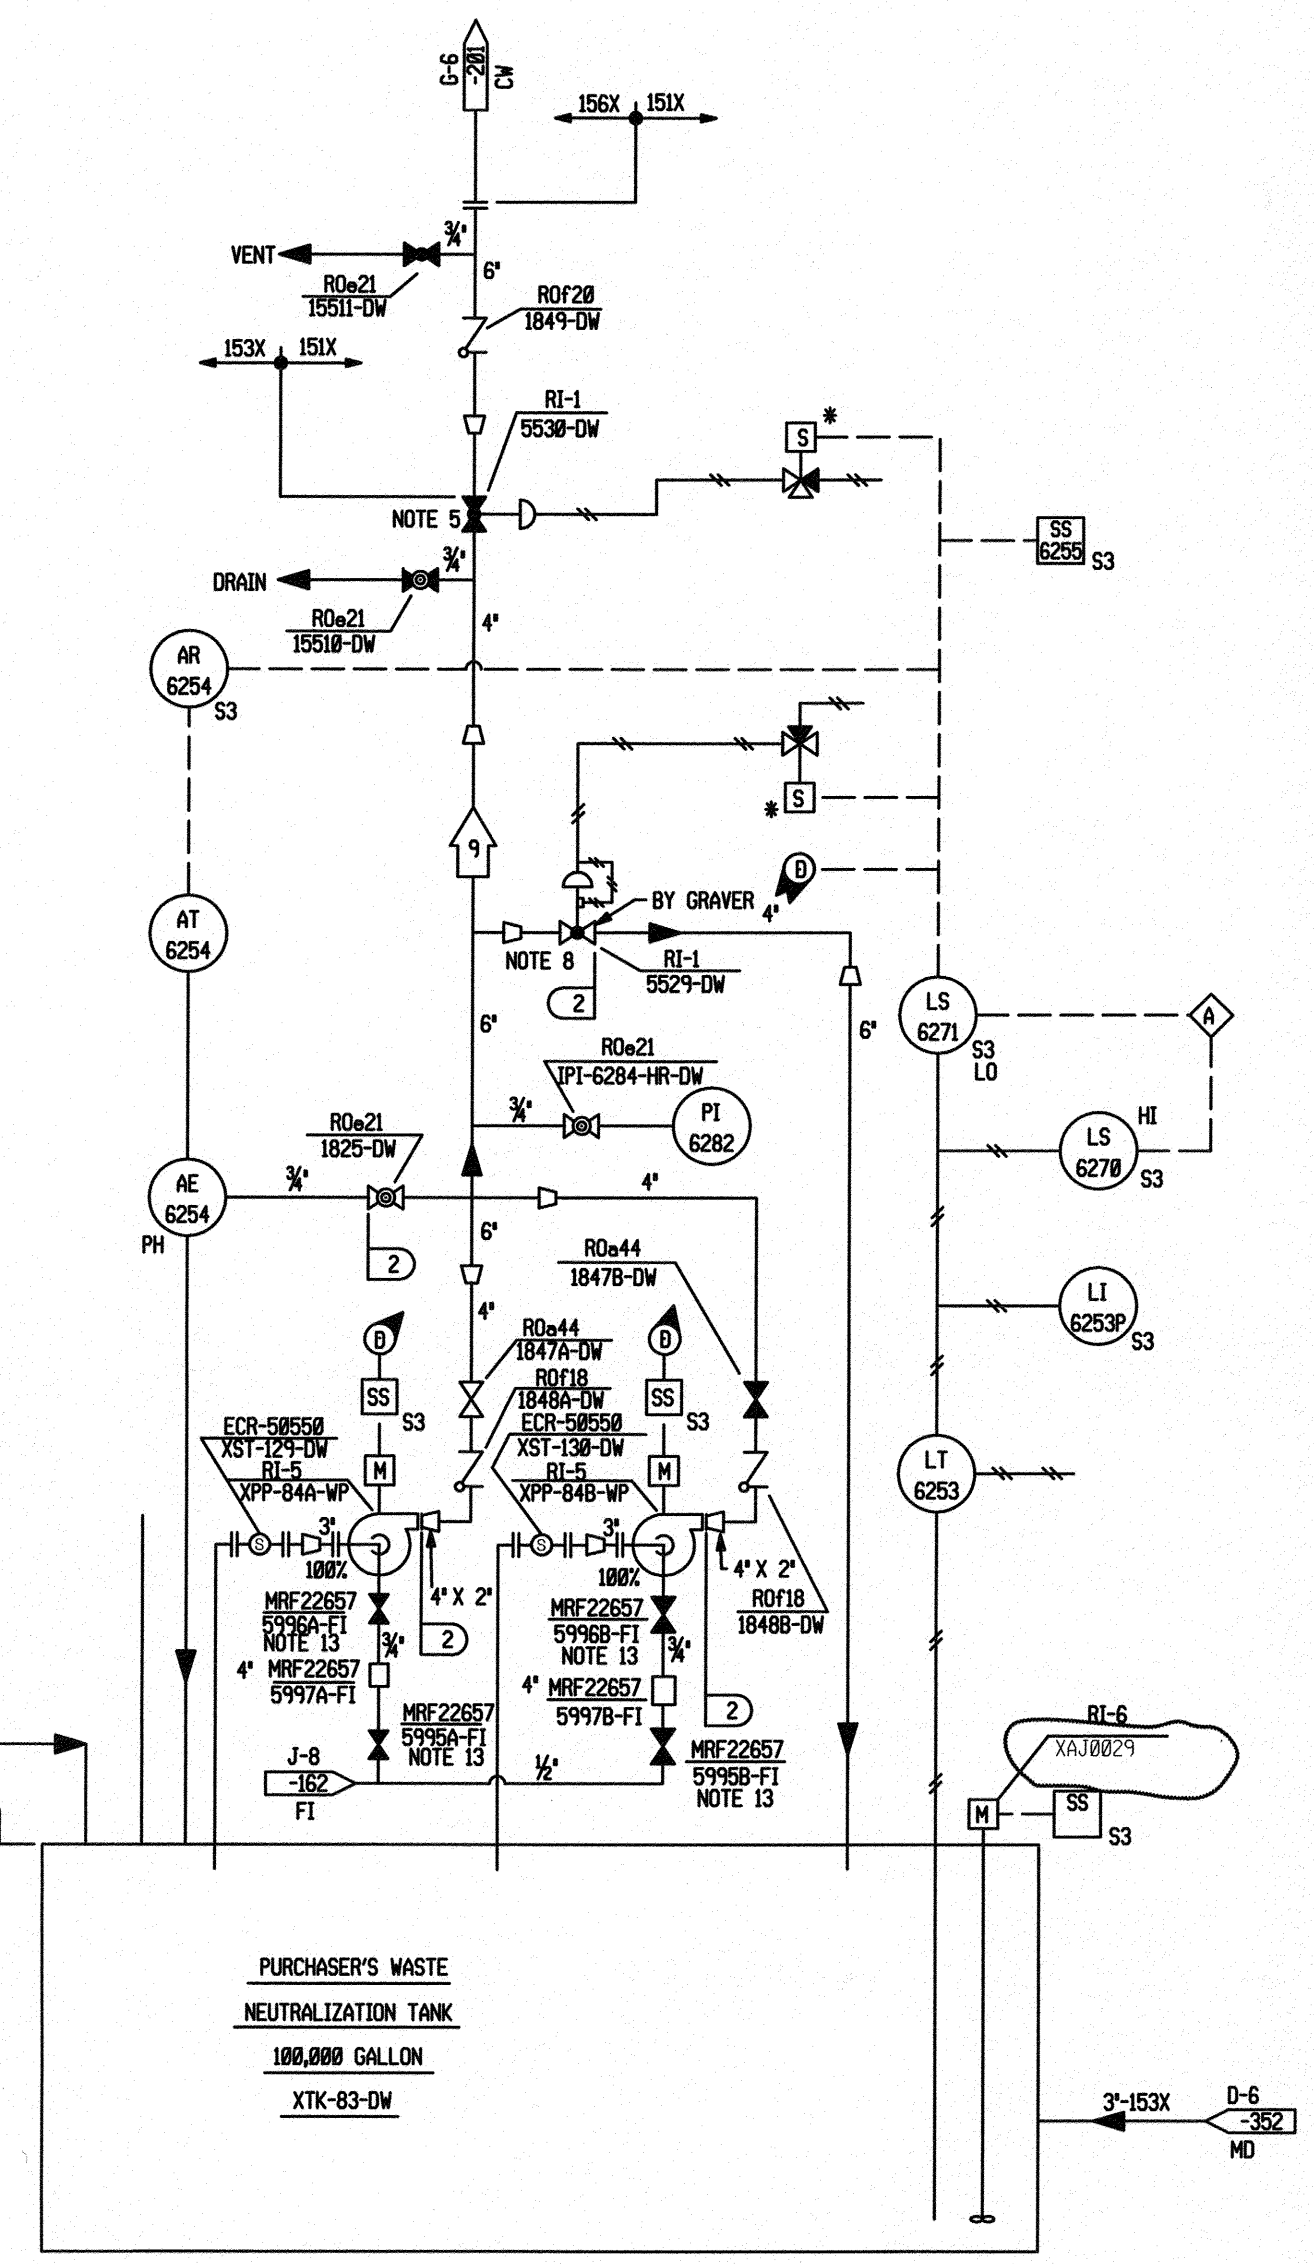 G-6
-201
CW
156X
151X
3/4"
VENT
6"
ROe21
15511-DW
ROf20
1849-DW
153X
151X
RI-1
5530-DW
*
S
NOTE 5
SS
6255
S3
3/4"
DRAIN
ROe21
15510-DW
4"
AR
6254
S3
S
*
9
D
4"
BY GRAVER
AT
6254
NOTE 8
RI-1
5529-DW
2
6"
6"
LS
6271
S3
LO
A
ROe21
IPI-6284-HR-DW
3/4"
PI
6282
HI
LS
6270
S3
ROe21
1825-DW
AE
6254
PH
3/4"
4"
2
6"
ROa44
1847B-DW
LI
6253P
S3
4"
D
D
ROa44
1847A-DW
SS
S3
SS
S3
ROf18
1848A-DW
ECR-50550
XST-129-DW
ECR-50550
XST-130-DW
RI-5
XPP-84A-WP
M
RI-5
XPP-84B-WP
M
LT
6253
S
3"
100%
S
3"
100%
4" X 2"
4" X 2"
MRF22657
5996A-FI
NOTE 13
3/4"
2
MRF22657
5996B-FI
NOTE 13
3/4"
ROf18
1848B-DW
4"
MRF22657
5997A-FI
4"
MRF22657
5997B-FI
2
MRF22657
5995A-FI
NOTE 13
MRF22657
5995B-FI
NOTE 13
RI-6
XAJ0029
J-8
-162
FI
1/2"
M
SS
S3
PURCHASER'S WASTE
NEUTRALIZATION TANK
100,000 GALLON
XTK-83-DW
3"-153X
D-6
-352
MD